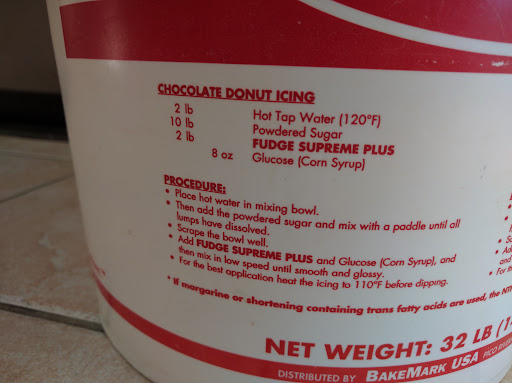 CHOCOLATE DONUT ICING
2 lb Hot Tap Water (120°F)
10 lb Powdered Sugar
2 lb FUDGE SUPREME PLUS
8 oz Glucose (Corn Syrup)
PROCEDURE:
• Place hot water in mixing bowl.
• Then add the powdered sugar and mix with a paddle until all
lumps have dissolved.
• Scrape the bowl well.
• Add FUDGE SUPREME PLUS and Glucose (Corn Syrup), and
then mix in low speed until smooth and glossy.
• For the best application heat the icing to 110°F before dipping.
* If margarine or shortening containing trans fatty acids are used, the
NET WEIGHT: 32 LB
DISTRIBUTED BY BAKEMARK USA PICO